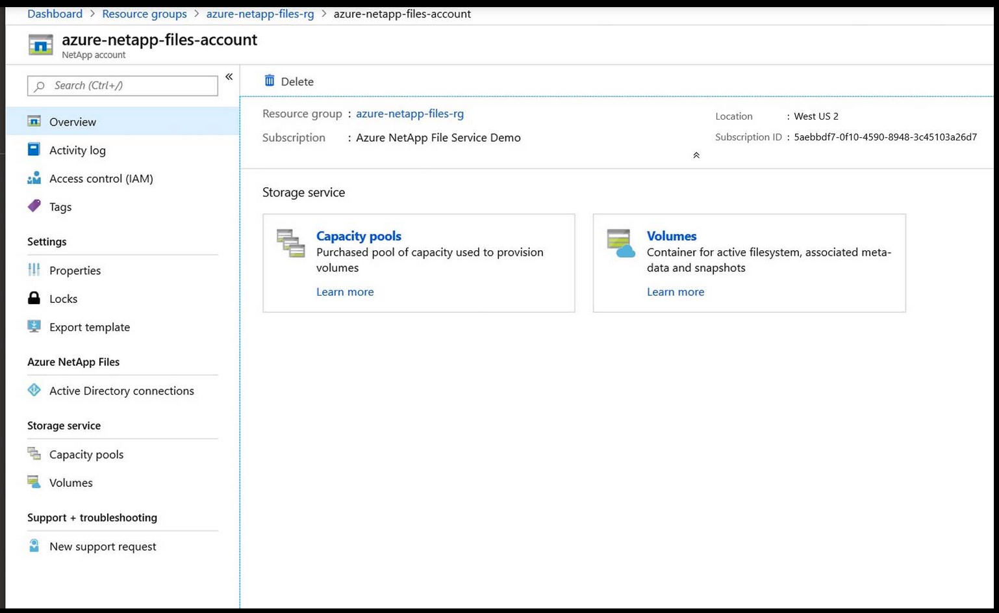 Dashboard > Resource groups > azure-netapp-files-rg > azure-netapp-files-account
azure-netapp-files-account
NetApp account
Search (Ctrl+/)
«
Overview
Activity log
Access control (IAM)
Tags
Settings
Properties
Locks
Export template
Azure NetApp Files
Active Directory connections
Storage service
Capacity pools
Volumes
Support + troubleshooting
New support request
Delete
Resource group : azure-netapp-files-rg
Subscription : Azure NetApp File Service Demo
Location : West US 2
Subscription ID : 5aebbdf7-0f10-4590-8948-3c45103a26d7
Storage service
Capacity pools
Purchased pool of capacity used to provision
volumes
Learn more
Volumes
Container for active filesystem, associated meta-
data and snapshots
Learn more